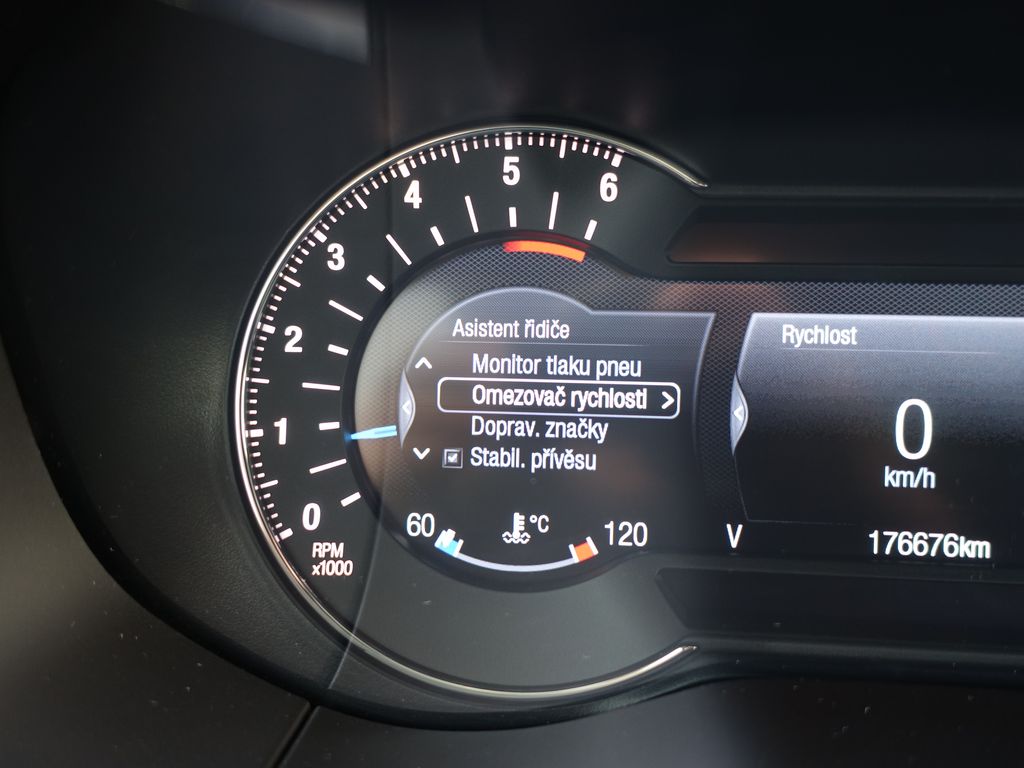 6
5
4
3
2
1
0
RPM
x1000
Asistent řidiče
Monitor tlaku pneu
Omezovač rychlosti
Doprav. značky
Stabil. přívěsu
60
°C
120
Rychlost
0
km/h
V
176676km